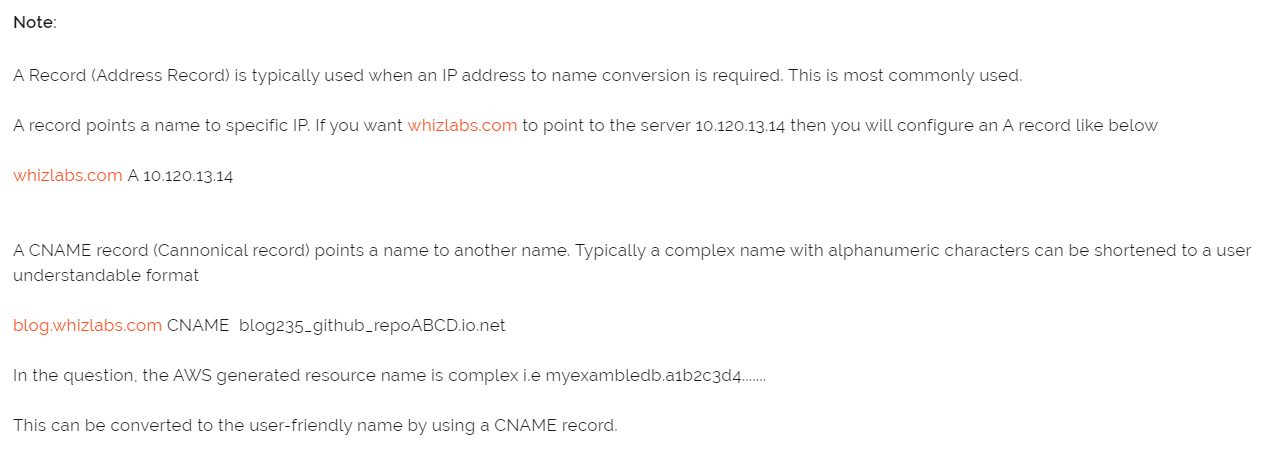 Note:
A Record (Address Record) is typically used when an IP address to name conversion is required. This is most commonly used.
A record points a name to specific IP. If you want whizlabs.com to point to the server 10.120.13.14 then you will configure an A record like below
whizlabs.com A 10.120.13.14
A CNAME record (Cannonical record) points a name to another name. Typically a complex name with alphanumeric characters can be shortened to a user
understandable format
blog.whizlabs.com CNAME  blog235_github_repoABCD.io.net
In the question, the AWS generated resource name is complex i.e myexambledb.a1b2c3d4.......
This can be converted to the user-friendly name by using a CNAME record.